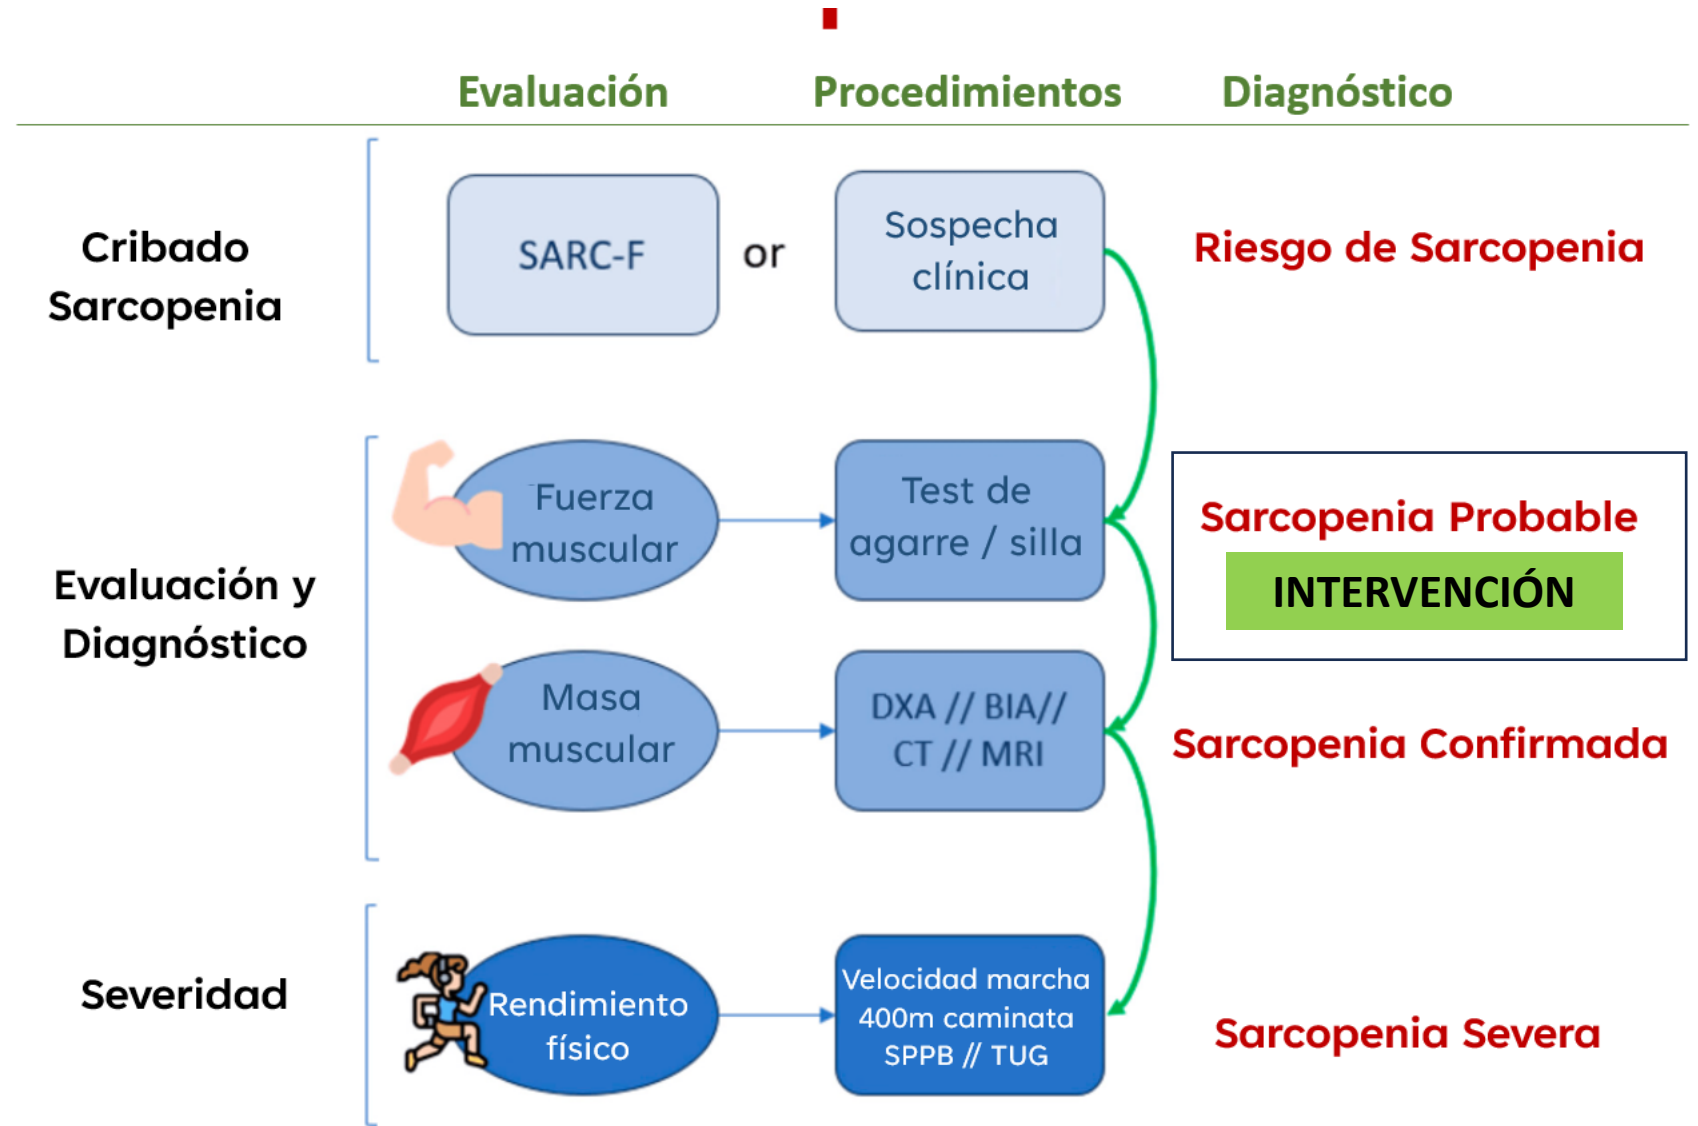 Evaluación
Procedimientos
Diagnóstico
Cribado
Sarcopenia
SARC-F
or
Sospecha
clínica
Riesgo de Sarcopenia
Evaluación y
Diagnóstico
Fuerza
muscular
Test de
agarre / silla
Sarcopenia Probable
INTERVENCIÓN
Masa
muscular
DXA // BIA//
CT // MRI
Sarcopenia Confirmada
Severidad
Rendimiento
físico
Velocidad marcha
400m caminata
SPPB // TUG
Sarcopenia Severa